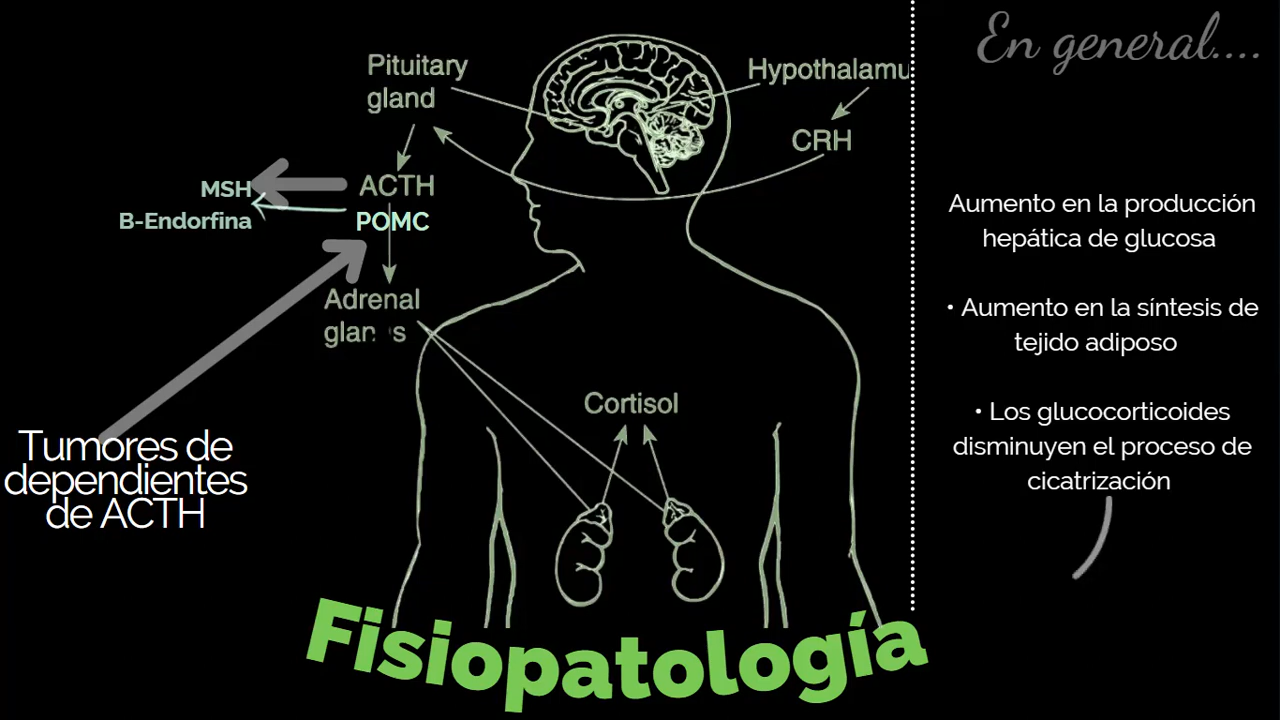 En general....
Pituitary
gland
Hypothalamu
CRH
ACTH
POMC
MSH
B-Endorfina
Adrenal
glan s
Cortisol
Tumores de
dependientes
de ACTH
Aumento en la producción
hepática de glucosa
• Aumento en la síntesis de
tejido adiposo
• Los glucocorticoides
disminuyen el proceso de
cicatrización
Fisiopatología